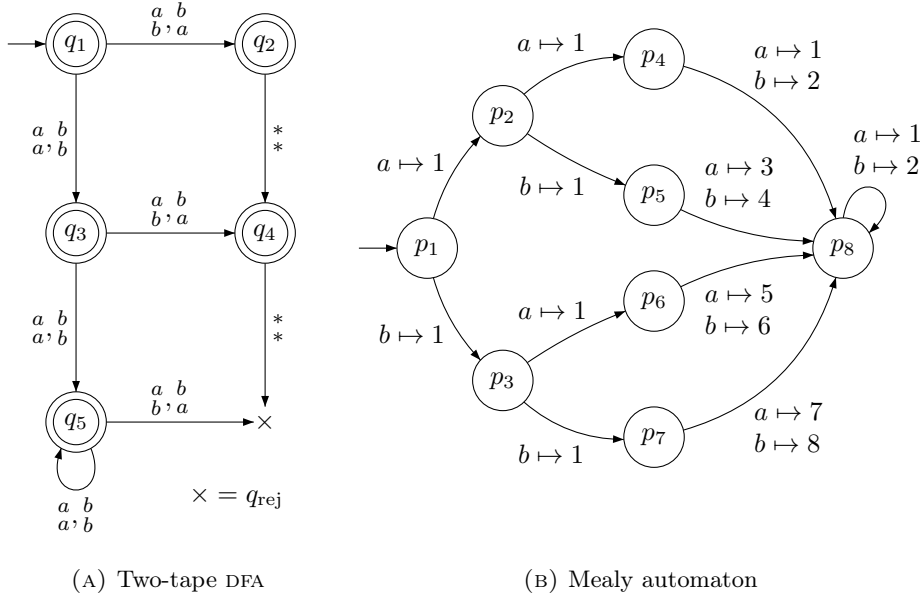 q₁
a b
b, a
q₂
a b
a, b
*
*
q₃
a b
b, a
q₄
a b
a, b
*
*
q₅
a b
b, a
×
a b
a, b
× = q_rej
(A) Two-tape DFA
p₁
a ↦ 1
b ↦ 1
p₂
a ↦ 1
b ↦ 1
p₃
a ↦ 1
b ↦ 1
p₄
a ↦ 1
b ↦ 2
p₅
a ↦ 3
b ↦ 4
p₆
a ↦ 5
b ↦ 6
p₇
a ↦ 7
b ↦ 8
p₈
a ↦ 1
b ↦ 2
(B) Mealy automaton